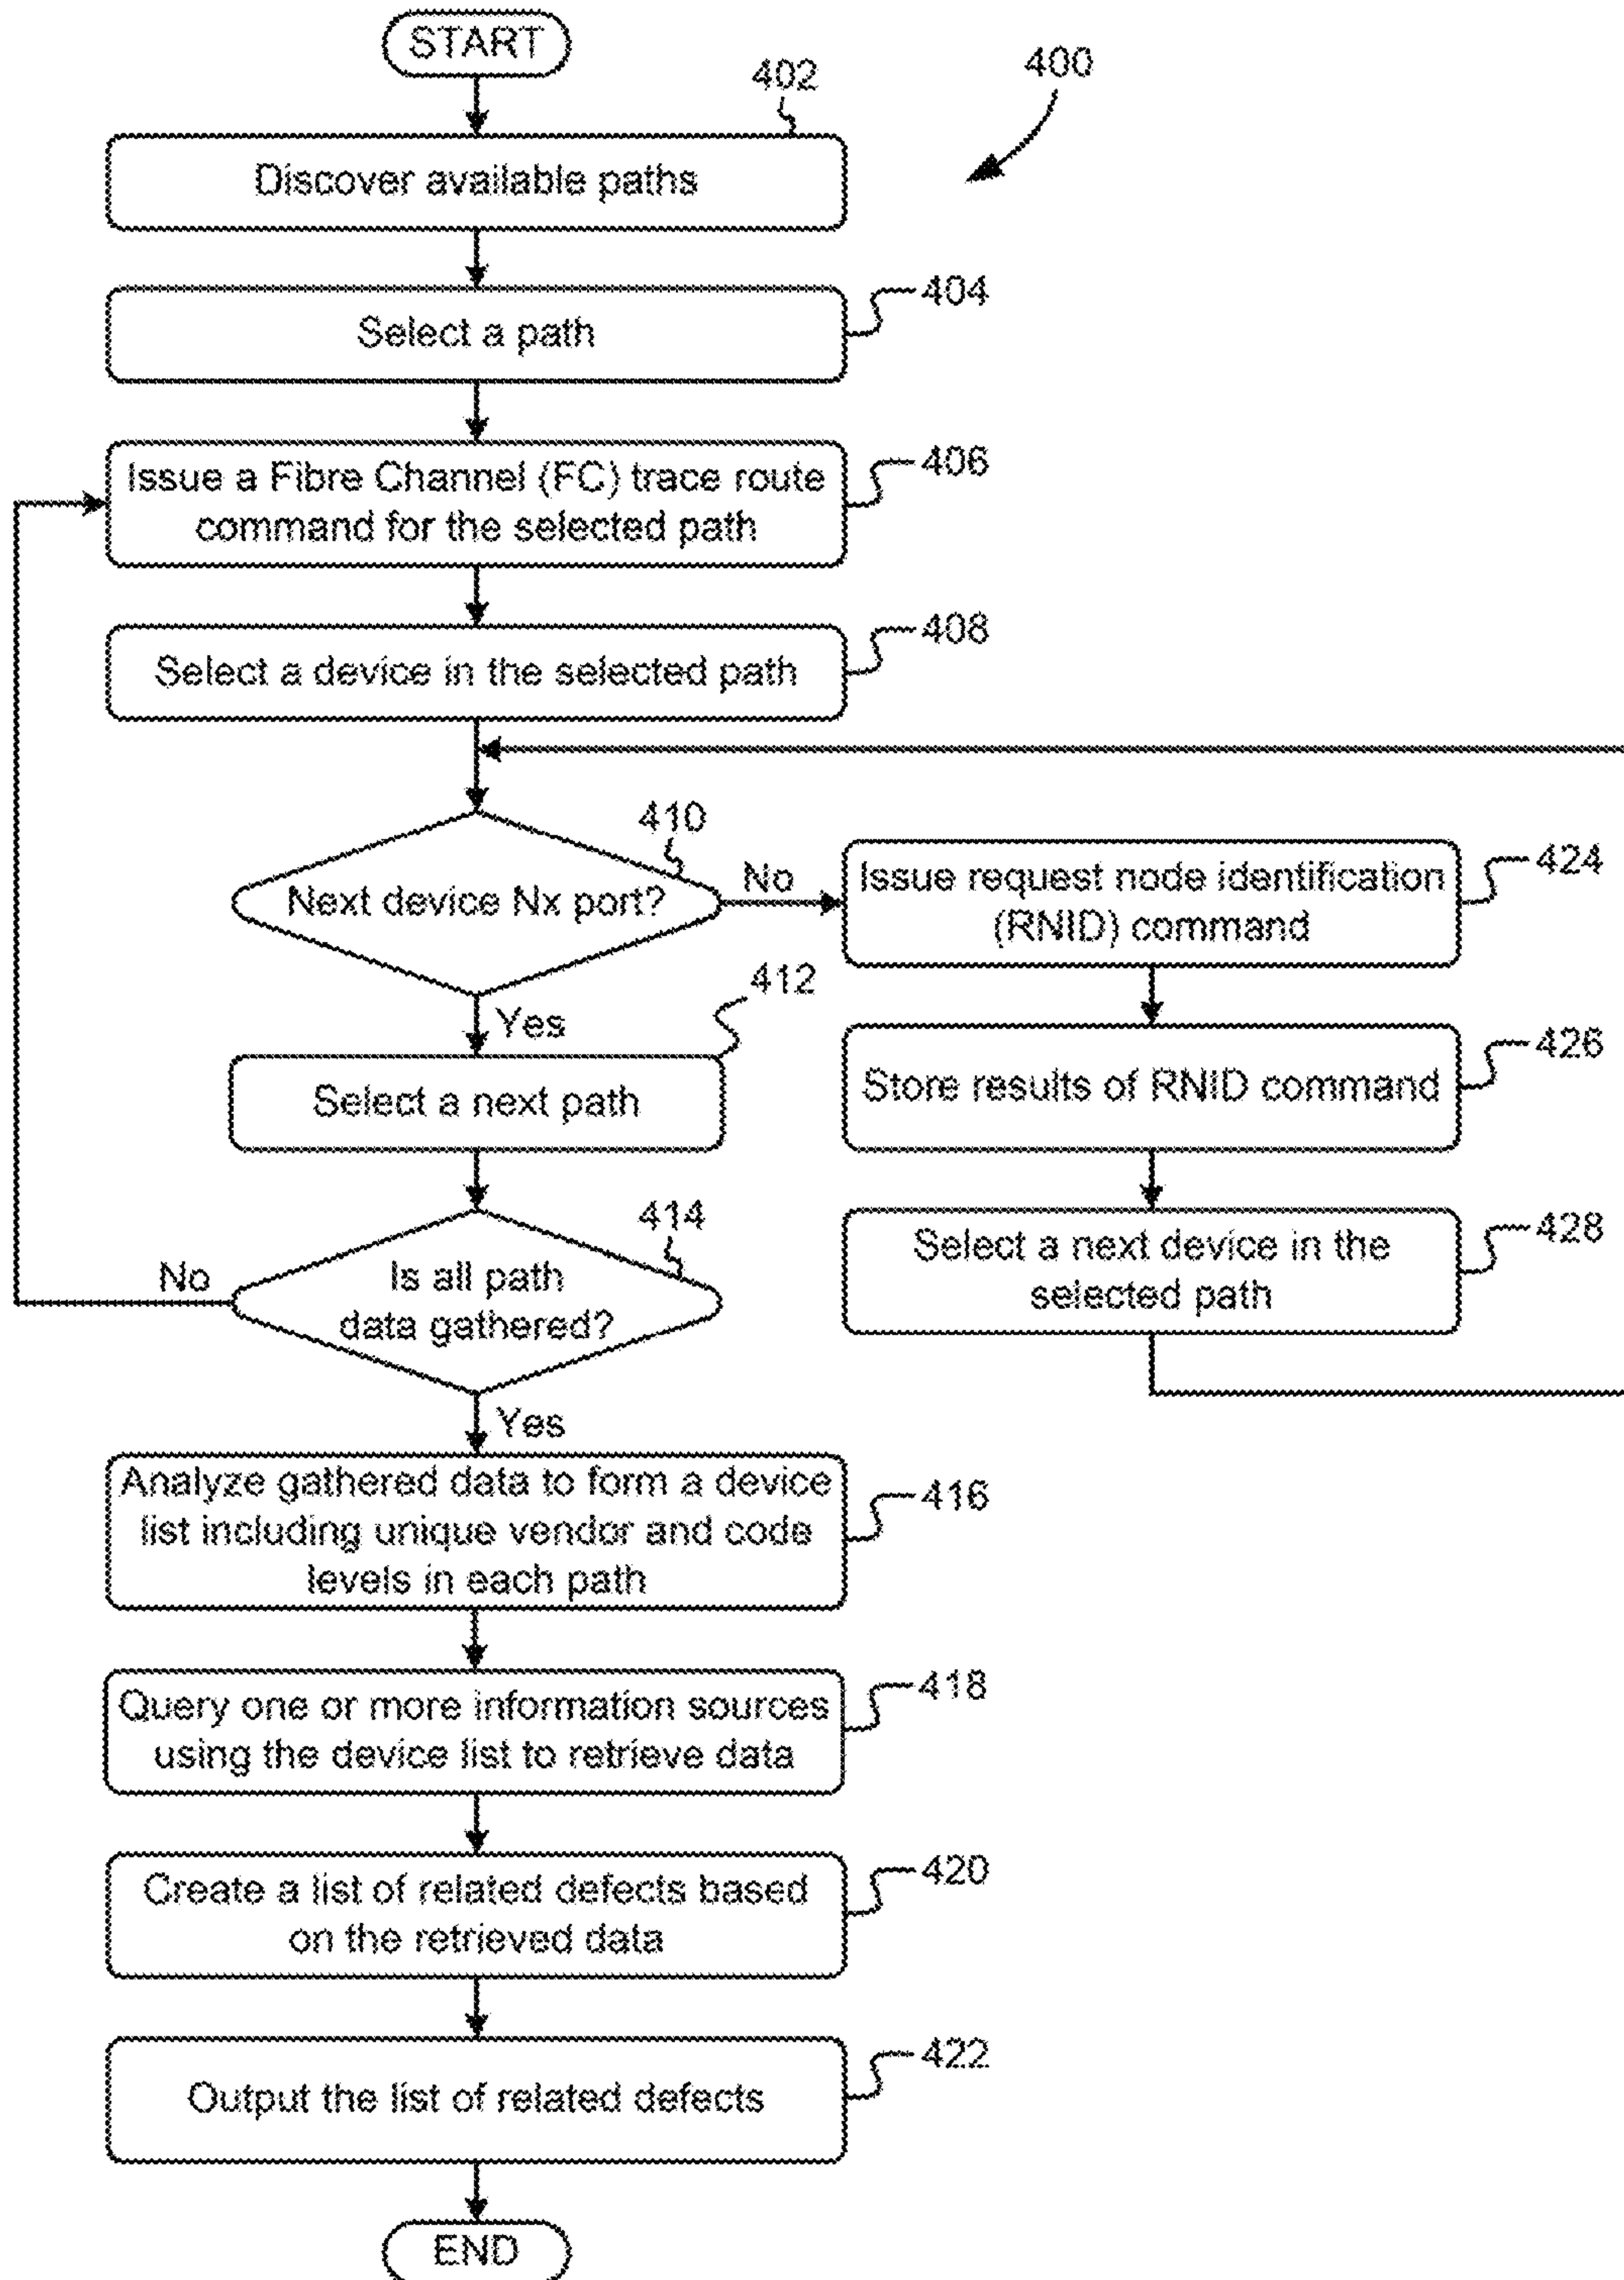 START
402
400
Discover available paths
404
Select a path
406
Issue a Fibre Channel (FC) trace route
command for the selected path
408
Select a device in the selected path
410
Next device Nx port?
No
Issue request node identification
(RNID) command
424
Yes
412
Select a next path
Store results of RNID command
426
414
Is all path
data gathered?
No
Select a next device in the
selected path
428
Yes
Analyze gathered data to form a device
list including unique vendor and code
levels in each path
416
Query one or more information sources
using the device list to retrieve data
418
Create a list of related defects based
on the retrieved data
420
Output the list of related defects
422
END